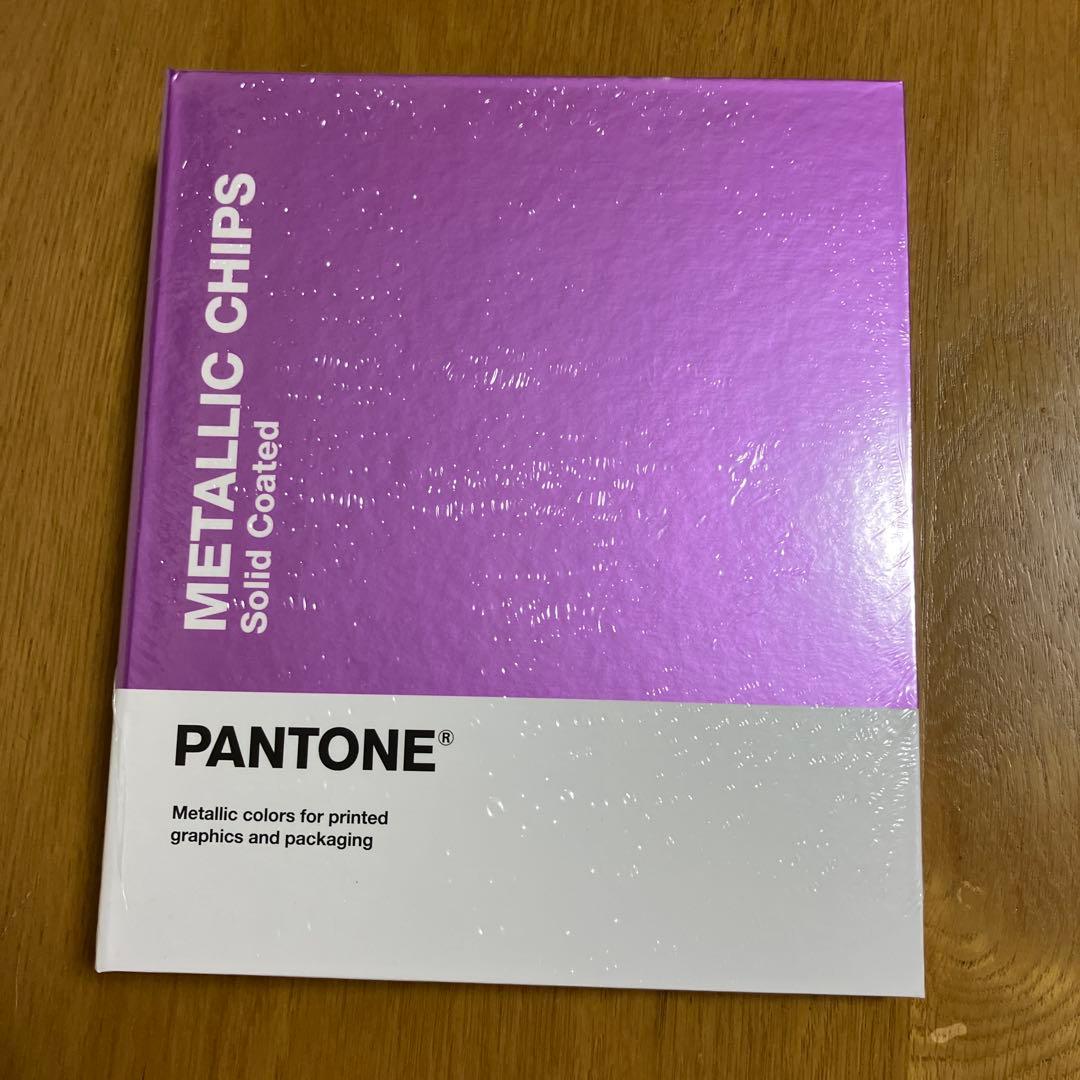 METALLIC CHIPS
Solid Coated
PANTONE®
Metallic colors for printed
graphics and packaging